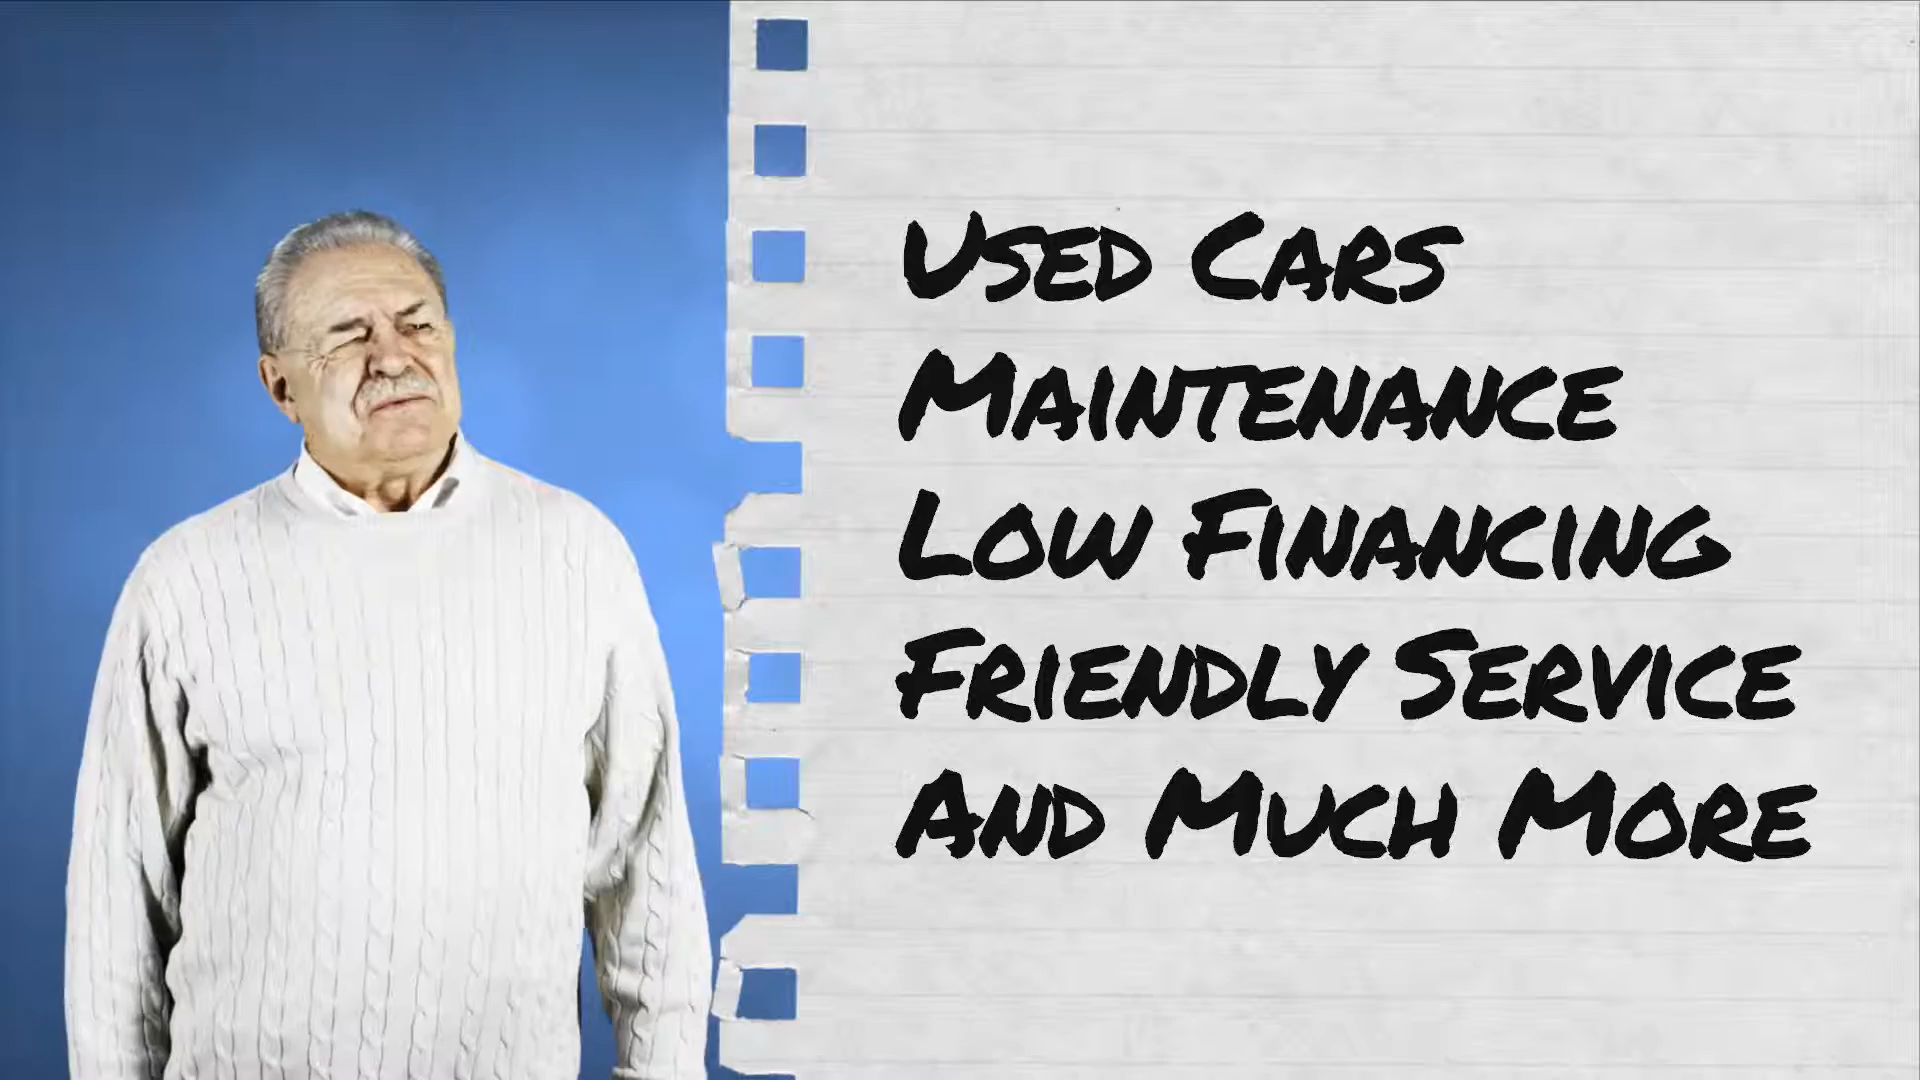 Used Cars
Maintenance
Low Financing
Friendly Service
And Much More